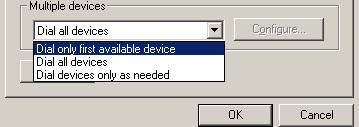 Multiple devices
Dial all devices
Configure...
Dial only first available device
Dial all devices
Dial devices only as needed
OK
Cancel